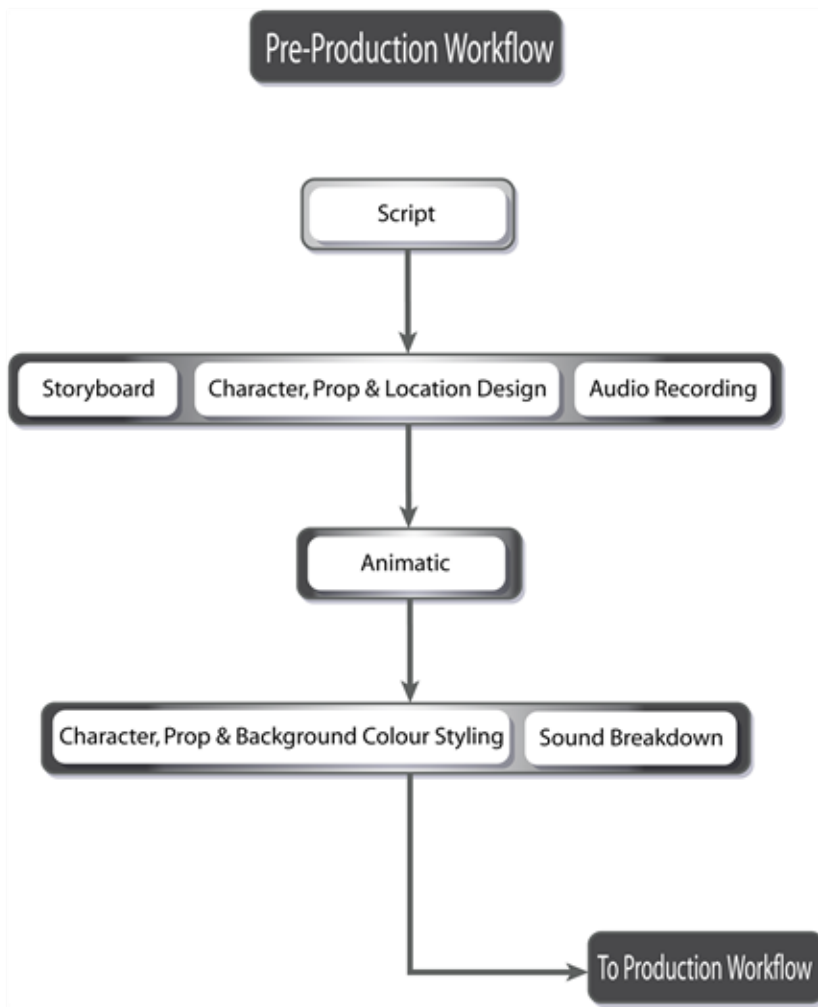 Pre-Production Workflow
Script
Storyboard
Character, Prop & Location Design
Audio Recording
Animatic
Character, Prop & Background Colour Styling
Sound Breakdown
To Production Workflow